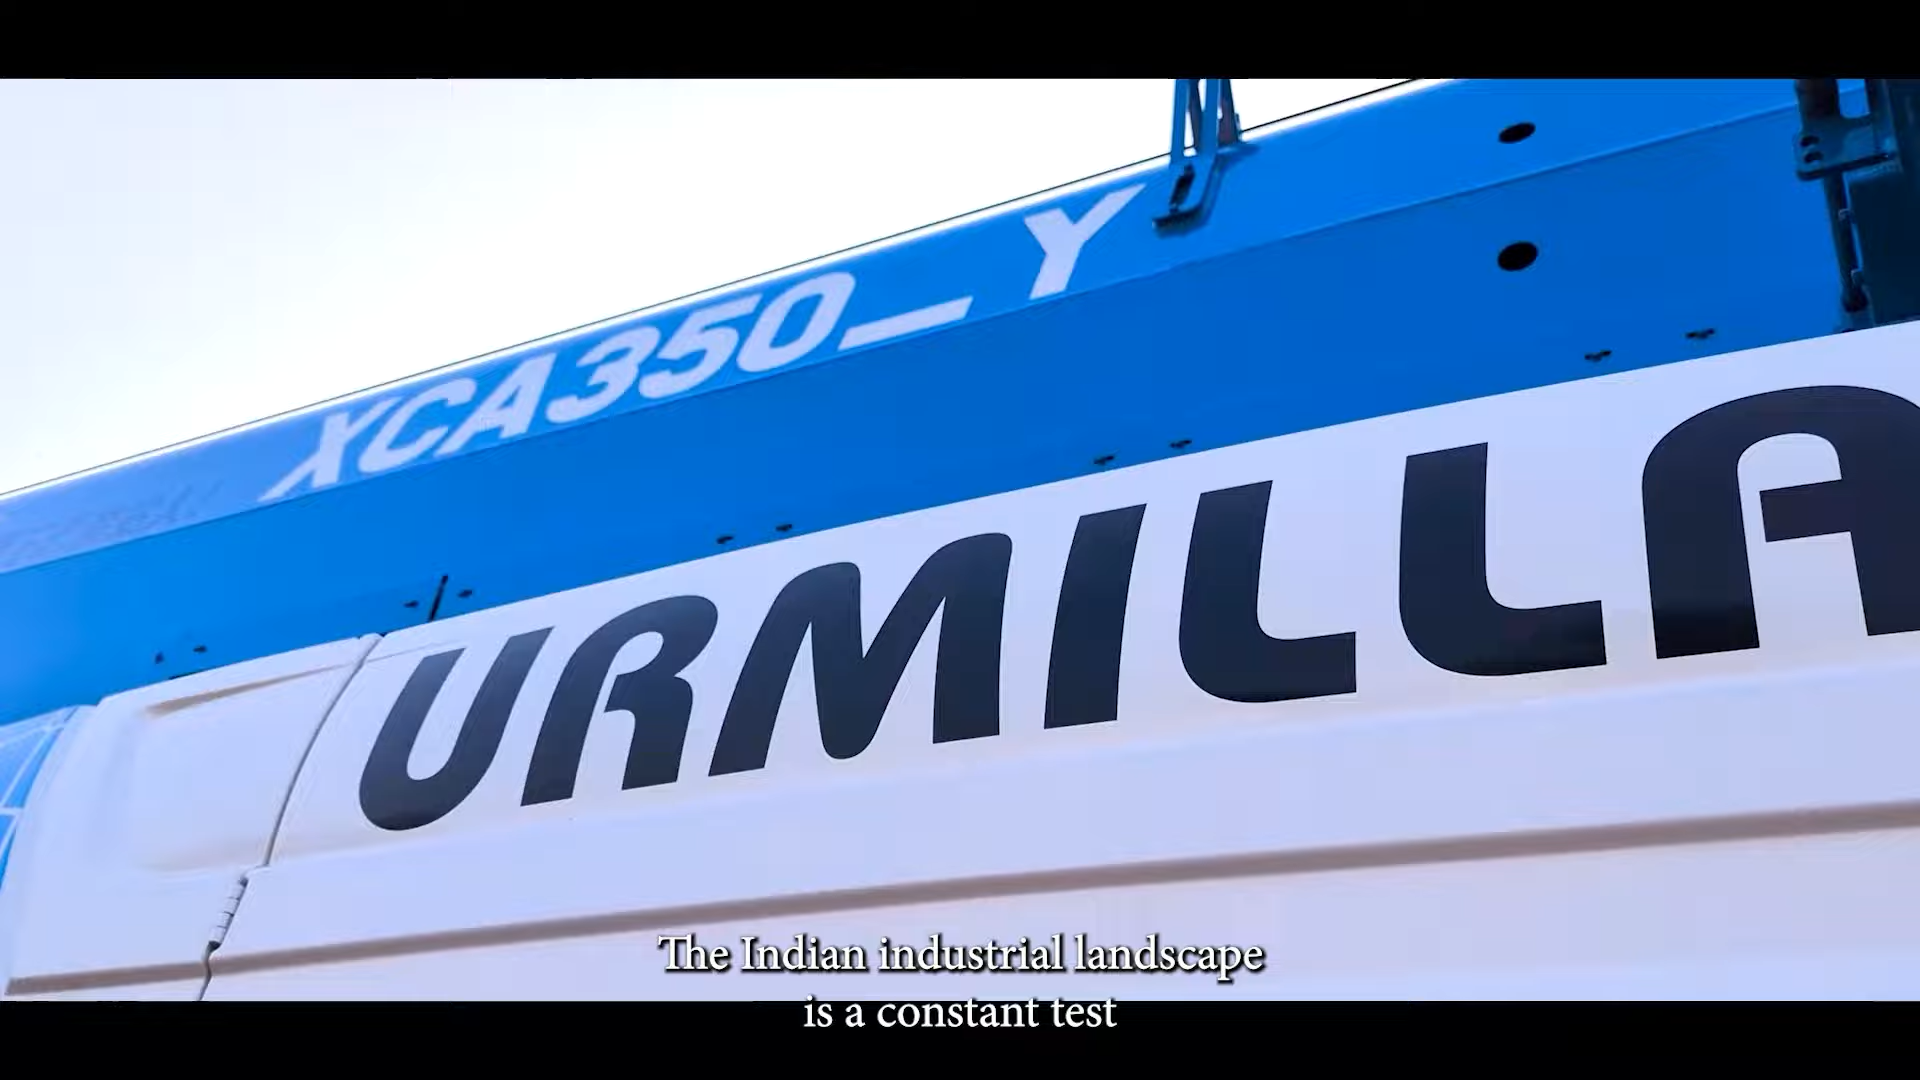 XCA350_Y
URMILLA
The Indian industrial landscape
is a constant test